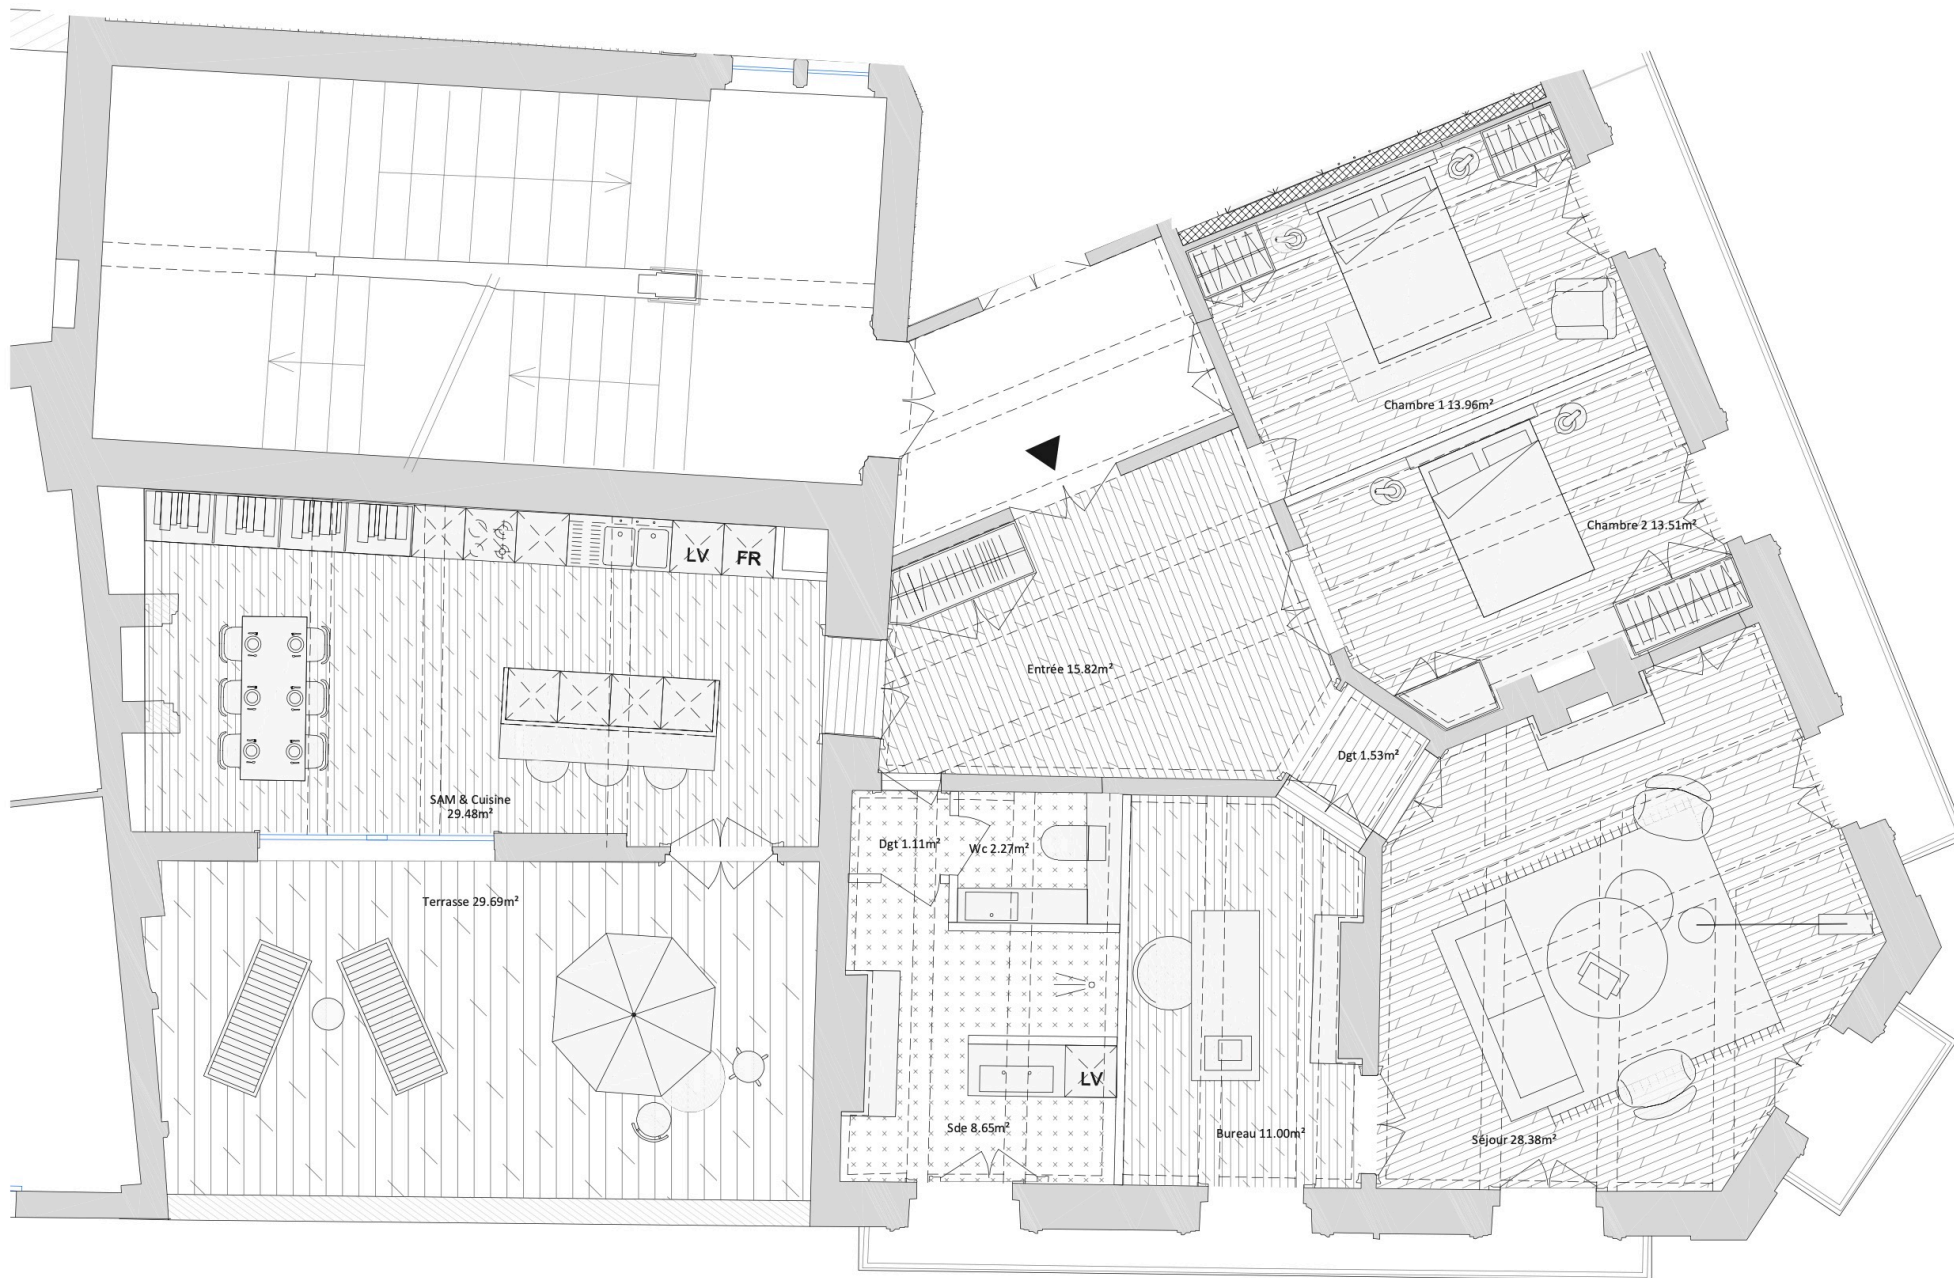 Chambre 1 13.96m²
Chambre 2 13.51m²
LV
FR
Entrée 15.82m²
Dgt 1.53m²
SAM & Cuisine
29.48m²
Dgt 1.11m²
Wc 2.27m²
Terrasse 29.69m²
LV
Sde 8.65m²
Bureau 11.00m²
Séjour 28.38m²